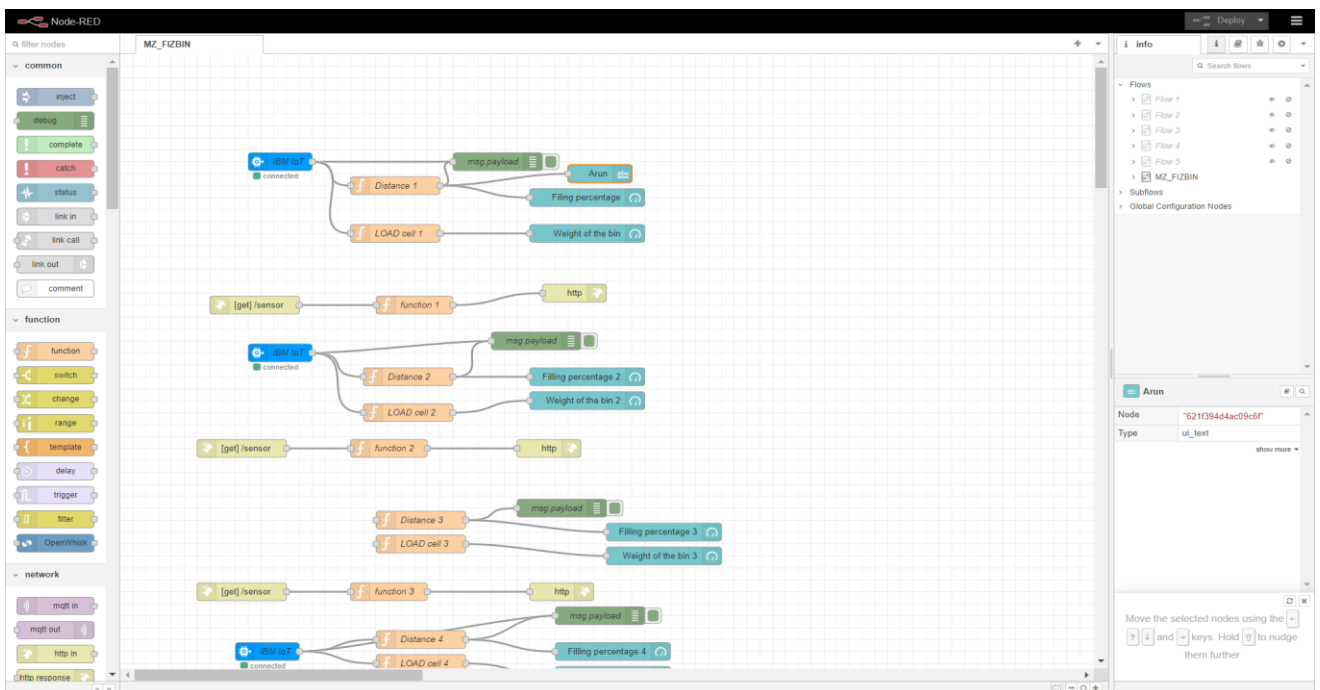 Node-RED
Deploy
filter nodes
MZ_FIZBIN
i info
i
Search flows
common
inject
debug
complete
catch
status
link in
link call
link out
comment
function
function
switch
change
range
template
delay
trigger
filter
OpenWhisk
network
mqtt in
mqtt out
http in
http response
IBM IoT
connected
msg.payload
Arun abc
Distance 1
Filling percentage
LOAD cell 1
Weight of the bin
[get] /sensor
function 1
http
IBM IoT
connected
msg.payload
Distance 2
Filling percentage 2
LOAD cell 2
Weight of the bin 2
[get] /sensor
function 2
http
Distance 3
msg.payload
Filling percentage 3
LOAD cell 3
Weight of the bin 3
[get] /sensor
function 3
http
msg.payload
Distance 4
IBM IoT
connected
Filling percentage 4
LOAD cell 4
Flows
Flow 1
Flow 2
Flow 3
Flow 4
Flow 5
MZ_FIZBIN
Subflows
Global Configuration Nodes
abc Arun
Node "621f394d4ac09c6f"
Type ui_text
show more
Move the selected nodes using the ←
↑ ↓ and → keys. Hold ⇧ to nudge
them further